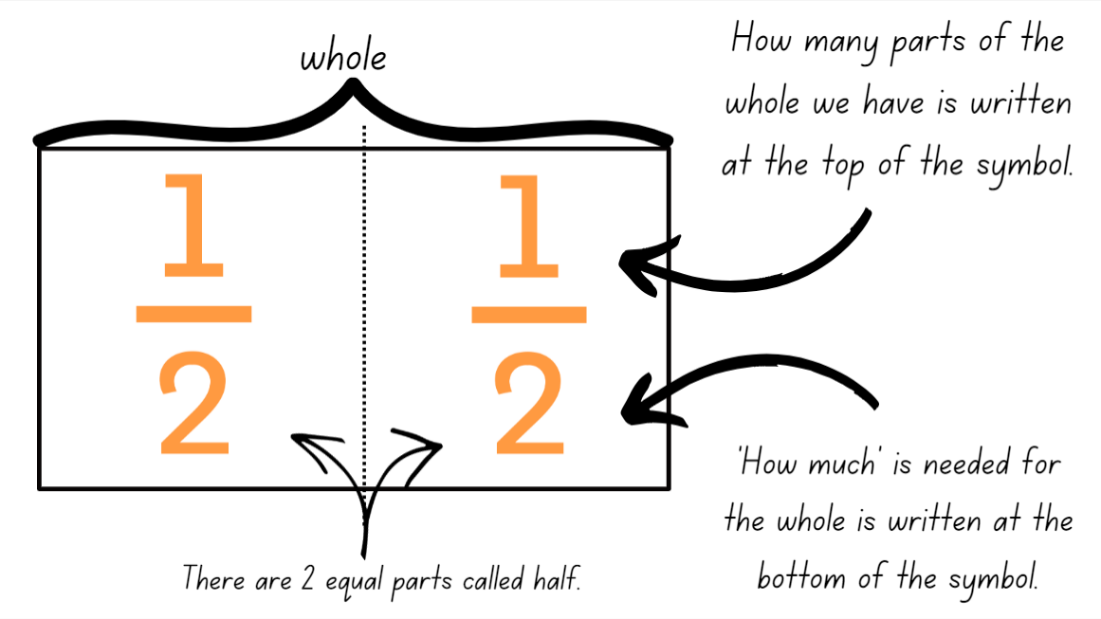 whole
How many parts of the
whole we have is written
at the top of the symbol.
1 1
2 2
'How much' is needed for
the whole is written at the
bottom of the symbol.
There are 2 equal parts called half.